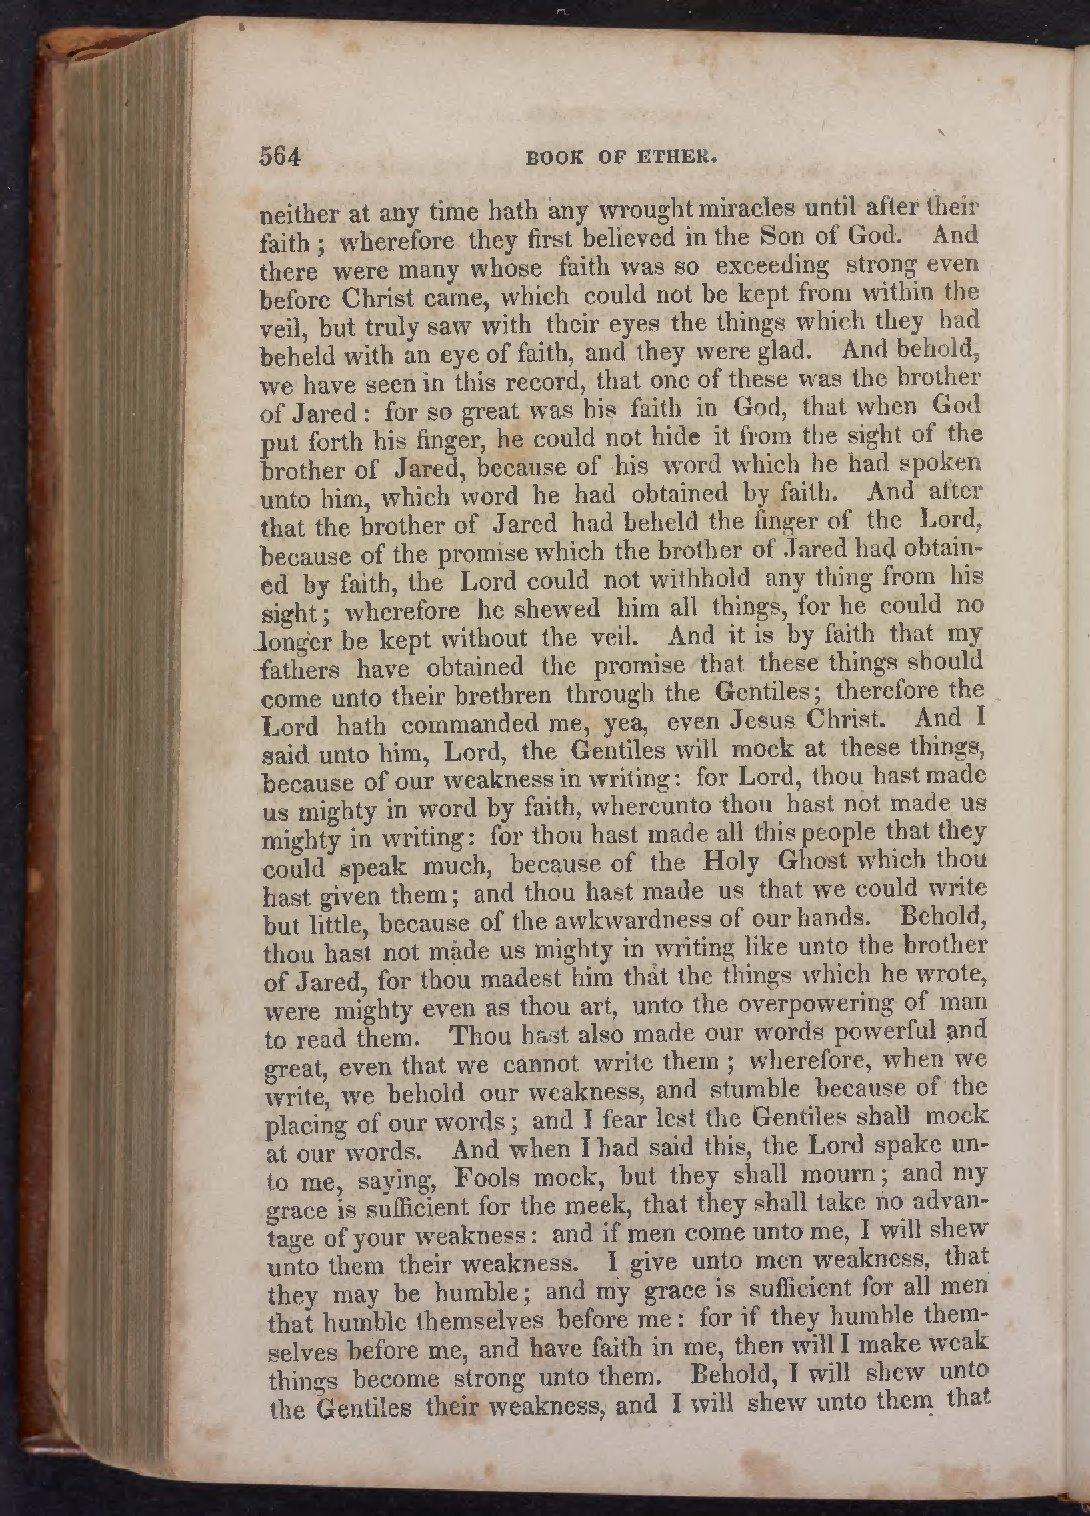 564 BOOK OF ETHER.
neither at any time hath any wrought miracles until after their
faith; wherefore they first believed in the Son of God. And
there were many whose faith was so exceeding strong even
before Christ came, which could not be kept from within the
veil, but truly saw with their eyes the things which they had
beheld with an eye of faith, and they were glad. And behold,
we have seen in this record, that one of these was the brother
of Jared: for so great was his faith in God, that when God
put forth his finger, he could not hide it from the sight of the
brother of Jared, because of his word which he had spoken
unto him, which word he had obtained by faith. And after
that the brother of Jared had beheld the finger of the Lord,
because of the promise which the brother of Jared had obtain-
ed by faith, the Lord could not withhold any thing from his
sight; wherefore he shewed him all things, for he could no
longer be kept without the veil. And it is by faith that my
fathers have obtained the promise that these things should
come unto their brethren through the Gentiles; therefore the
Lord hath commanded me, yea, even Jesus Christ. And I
said unto him, Lord, the Gentiles will mock at these things,
because of our weakness in writing: for Lord, thou hast made
us mighty in word by faith, whereunto thou hast not made us
mighty in writing: for thou hast made all this people that they
could speak much, because of the Holy Ghost which thou
hast given them; and thou hast made us that we could write
but little, because of the awkwardness of our hands. Behold,
thou hast not made us mighty in writing like unto the brother
of Jared, for thou madest him that the things which he wrote,
were mighty even as thou art, unto the overpowering of man
to read them. Thou hast also made our words powerful and
great, even that we cannot write them; wherefore, when we
write, we behold our weakness, and stumble because of the
placing of our words; and I fear lest the Gentiles shall mock
at our words. And when I had said this, the Lord spake un-
to me, saying, Fools mock, but they shall mourn; and my
grace is sufficient for the meek, that they shall take no advan-
tage of your weakness: and if men come unto me, I will shew
unto them their weakness. I give unto men weakness, that
they may be humble; and my grace is sufficient for all men
that humble themselves before me: for if they humble them-
selves before me, and have faith in me, then will I make weak
things become strong unto them. Behold, I will shew unto
the Gentiles their weakness, and I will shew unto them that